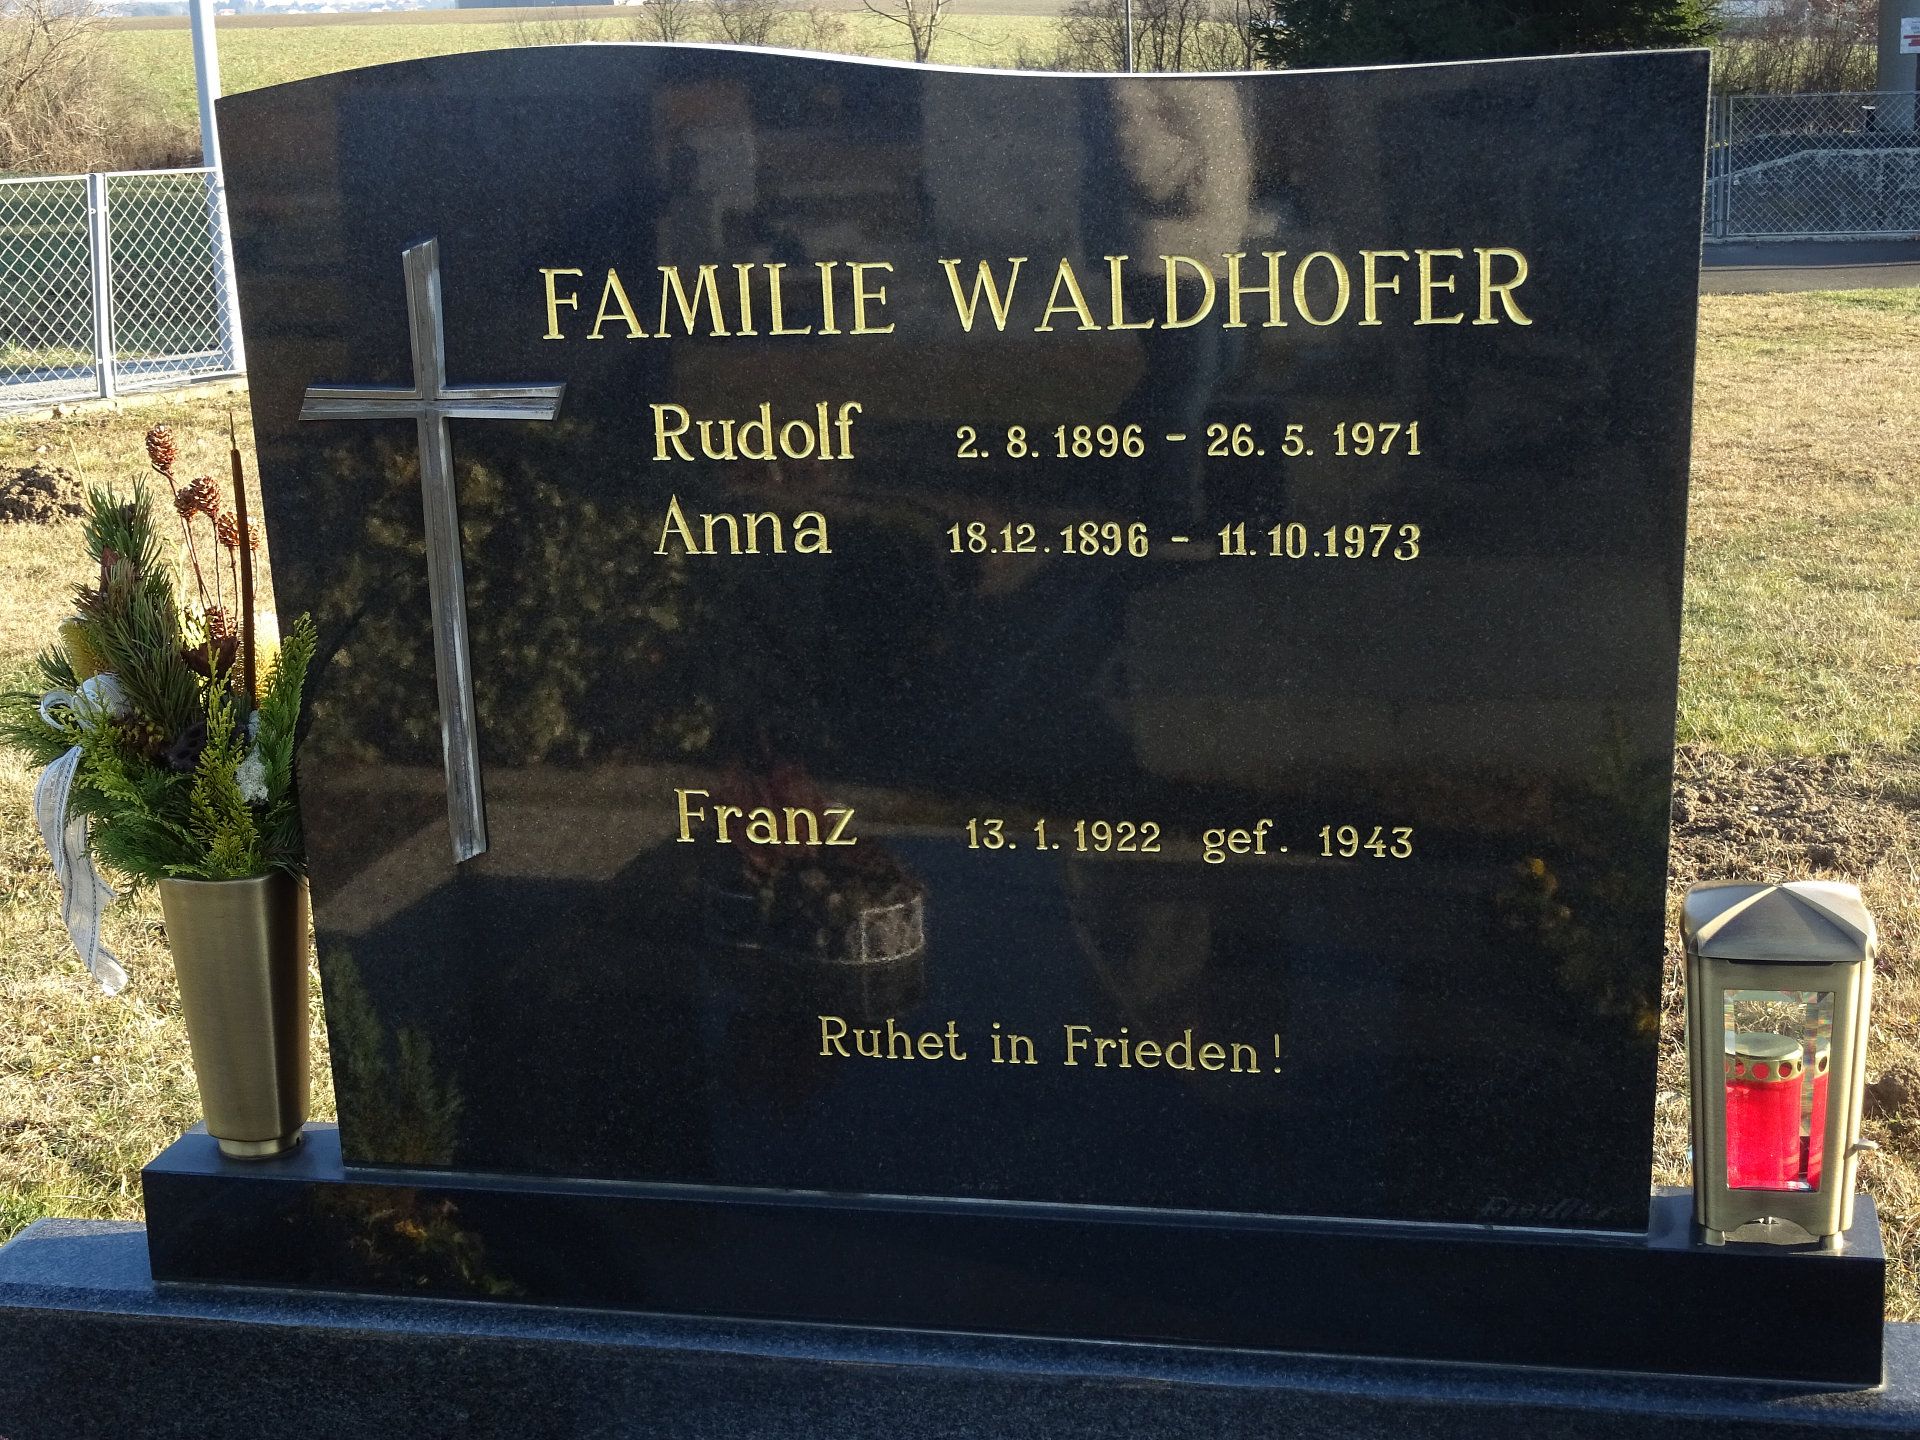 FAMILIE WALDHOFER
Rudolf 2. 8. 1896 - 26. 5. 1971
Anna 18.12.1896 - 11.10.1973
Franz 13. 1. 1922 gef. 1943
Ruhet in Frieden!